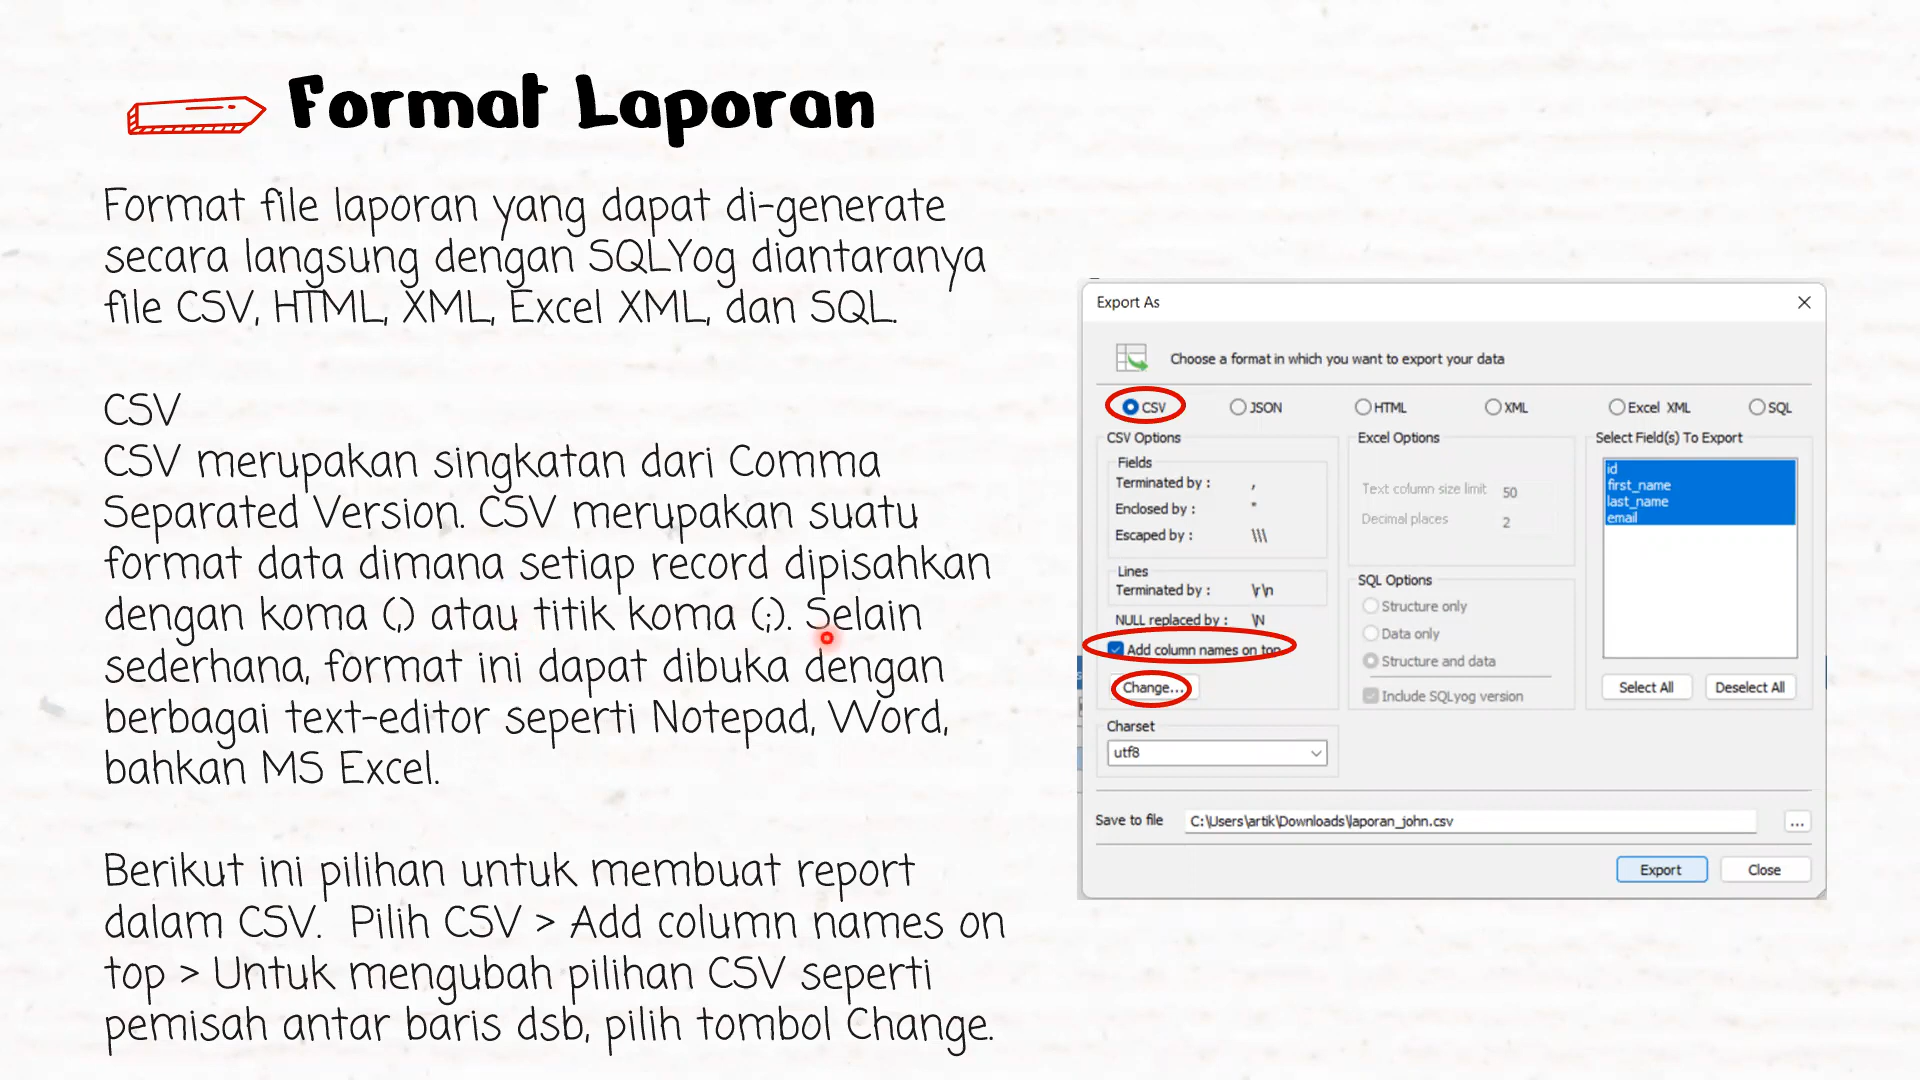 Format Laporan
Format file laporan yang dapat di-generate
secara langsung dengan SQLYog diantaranya
file CSV, HTML, XML, Excel XML, dan SQL.
CSV
CSV merupakan singkatan dari Comma
Separated Version. CSV merupakan suatu
format data dimana setiap record dipisahkan
dengan koma (,) atau titik koma (;). Selain
sederhana, format ini dapat dibuka dengan
berbagai text-editor seperti Notepad, Word,
bahkan MS Excel.
Berikut ini pilihan untuk membuat report
dalam CSV. Pilih CSV > Add column names on
top > Untuk mengubah pilihan CSV seperti
pemisah antar baris dsb, pilih tombol Change.
Export As
Choose a format in which you want to export your data
CSV JSON HTML XML Excel XML SQL
CSV Options
Fields
Terminated by : ,
Enclosed by : "
Escaped by : \\\
Lines
Terminated by : \r\n
NULL replaced by : \N
Add column names on top
Change...
Charset
utf8
Excel Options
Text column size limit 50
Decimal places 2
SQL Options
Structure only
Data only
Structure and data
Include SQLyog version
Select Field(s) To Export
id
first_name
last_name
email
Select All Deselect All
Save to file C:\Users\artik\Downloads\laporan_john.csv ...
Export Close